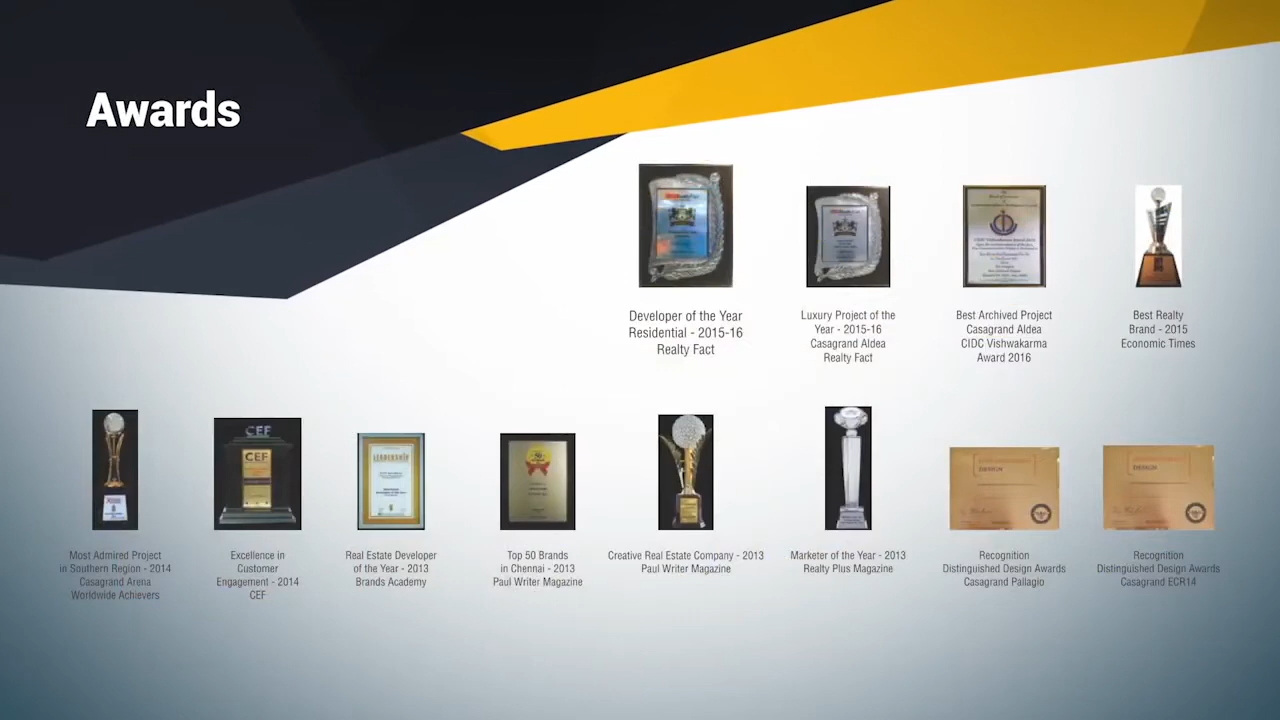 Awards
Developer of the Year
Residential - 2015-16
Realty Fact
Luxury Project of the
Year - 2015-16
Casagrand Aldea
Realty Fact
Best Archived Project
Casagrand Aldea
CIDC Vishwakarma
Award 2016
Best Realty
Brand - 2015
Economic Times
CEF
CEF
LEADERSHIP
DESIGN
DESIGN
Most Admired Project
in Southern Region - 2014
Casagrand Arena
Worldwide Achievers
Excellence in
Customer
Engagement - 2014
CEF
Real Estate Developer
of the Year - 2013
Brands Academy
Top 50 Brands
in Chennai - 2013
Paul Writer Magazine
Creative Real Estate Company - 2013
Paul Writer Magazine
Marketer of the Year - 2013
Realty Plus Magazine
Recognition
Distinguished Design Awards
Casagrand Pallagio
Recognition
Distinguished Design Awards
Casagrand ECR14